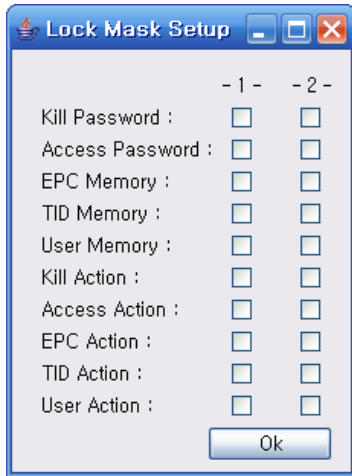 Lock Mask Setup
- 1 - - 2 -
Kill Password :
Access Password :
EPC Memory :
TID Memory :
User Memory :
Kill Action :
Access Action :
EPC Action :
TID Action :
User Action :
Ok